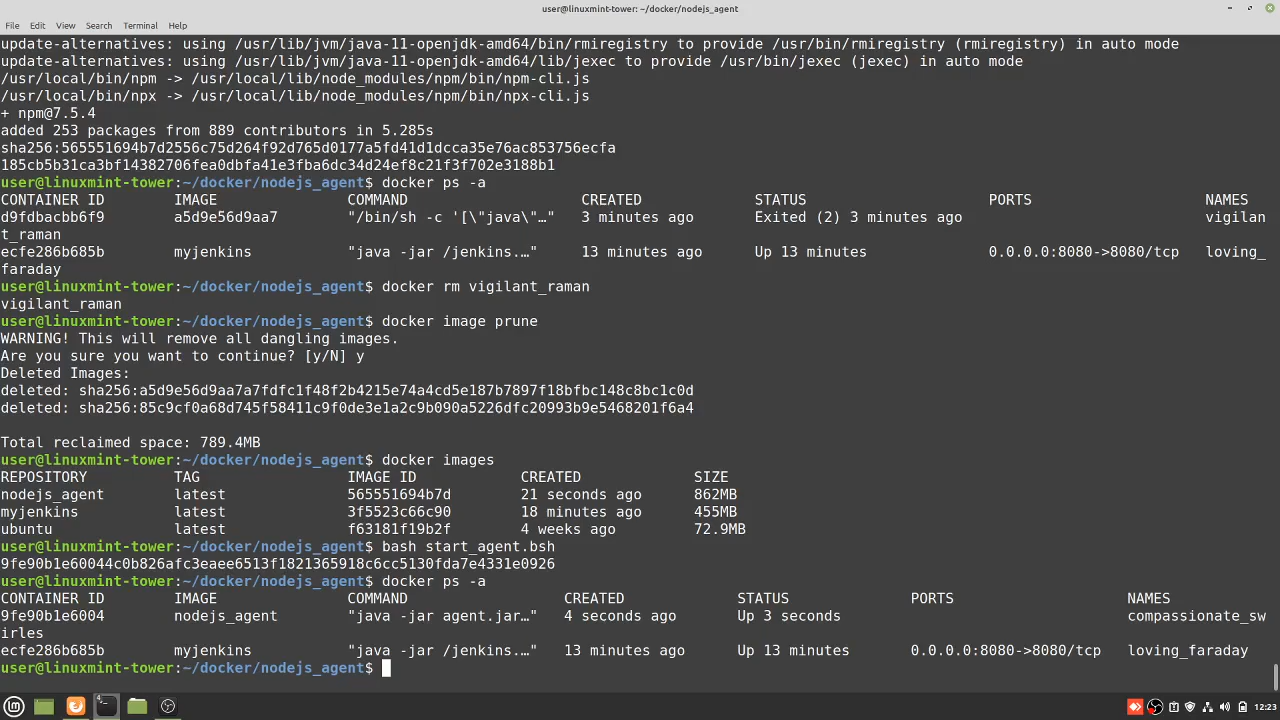 user@linuxmint-tower: ~/docker/nodejs_agent
File Edit View Search Terminal Help
update-alternatives: using /usr/lib/jvm/java-11-openjdk-amd64/bin/rmiregistry to provide /usr/bin/rmiregistry (rmiregistry) in auto mode
update-alternatives: using /usr/lib/jvm/java-11-openjdk-amd64/lib/jexec to provide /usr/bin/jexec (jexec) in auto mode
/usr/local/bin/npm -> /usr/local/lib/node_modules/npm/bin/npm-cli.js
/usr/local/bin/npx -> /usr/local/lib/node_modules/npm/bin/npx-cli.js
+ npm@7.5.4
added 253 packages from 889 contributors in 5.285s
sha256:565551694b7d2556c75d264f92d765d0177a5fd41d1dcca35e76ac853756ecfa
185cb5b31ca3bf14382706fea0dbfa41e3fba6dc34d24ef8c21f3f702e3188b1
user@linuxmint-tower:~/docker/nodejs_agent$ docker ps -a
CONTAINER ID IMAGE COMMAND CREATED STATUS PORTS NAMES
d9fdbacbb6f9 a5d9e56d9aa7 "/bin/sh -c '[\"java\"…" 3 minutes ago Exited (2) 3 minutes ago vigilan
t_raman
ecfe286b685b myjenkins "java -jar /jenkins.…" 13 minutes ago Up 13 minutes 0.0.0.0:8080->8080/tcp loving_
faraday
user@linuxmint-tower:~/docker/nodejs_agent$ docker rm vigilant_raman
vigilant_raman
user@linuxmint-tower:~/docker/nodejs_agent$ docker image prune
WARNING! This will remove all dangling images.
Are you sure you want to continue? [y/N] y
Deleted Images:
deleted: sha256:a5d9e56d9aa7a7fdfc1f48f2b4215e74a4cd5e187b7897f18bfbc148c8bc1c0d
deleted: sha256:85c9cf0a68d745f58411c9f0de3e1a2c9b090a5226dfc20993b9e5468201f6a4
Total reclaimed space: 789.4MB
user@linuxmint-tower:~/docker/nodejs_agent$ docker images
REPOSITORY TAG IMAGE ID CREATED SIZE
nodejs_agent latest 565551694b7d 21 seconds ago 862MB
myjenkins latest 3f5523c66c90 18 minutes ago 455MB
ubuntu latest f63181f19b2f 4 weeks ago 72.9MB
user@linuxmint-tower:~/docker/nodejs_agent$ bash start_agent.bsh
9fe90b1e60044c0b826afc3eaee6513f1821365918c6cc5130fda7e4331e0926
user@linuxmint-tower:~/docker/nodejs_agent$ docker ps -a
CONTAINER ID IMAGE COMMAND CREATED STATUS PORTS NAMES
9fe90b1e6004 nodejs_agent "java -jar agent.jar…" 4 seconds ago Up 3 seconds compassionate_sw
irles
ecfe286b685b myjenkins "java -jar /jenkins.…" 13 minutes ago Up 13 minutes 0.0.0.0:8080->8080/tcp loving_faraday
user@linuxmint-tower:~/docker/nodejs_agent$
4
12:23